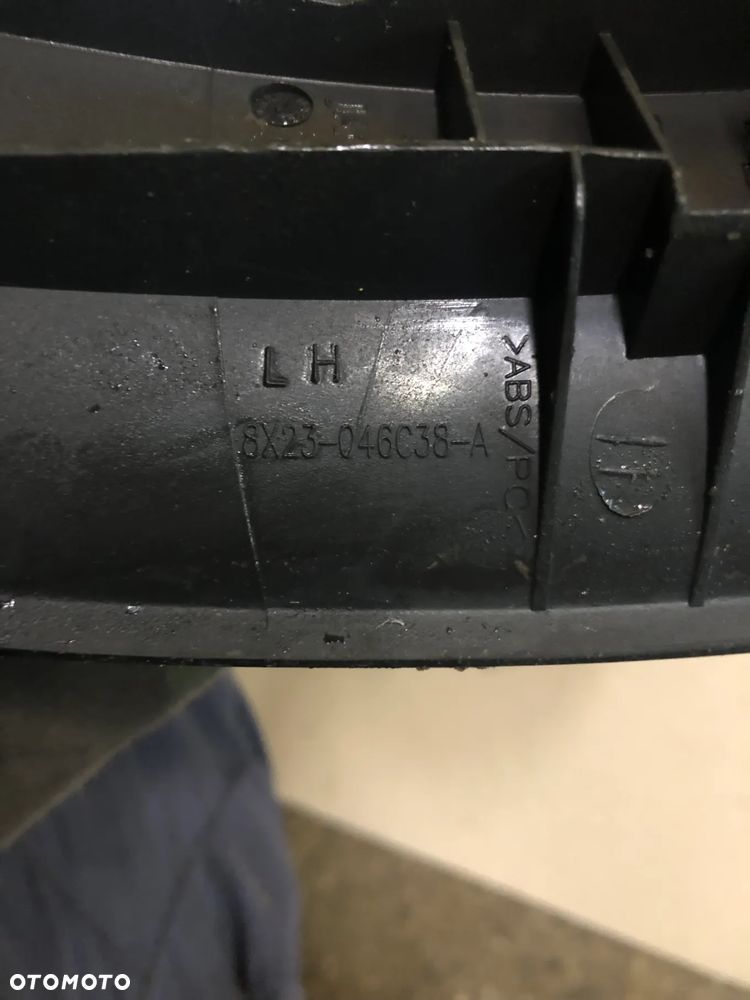 LH
8X23-046C38-A
>ABS/PC<
OTOMOTO